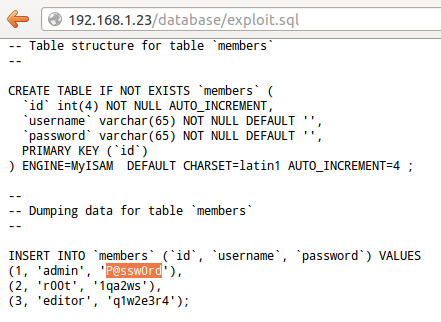 192.168.1.23/database/exploit.sql
-- Table structure for table `members`
--
CREATE TABLE IF NOT EXISTS `members` (
  `id` int(4) NOT NULL AUTO_INCREMENT,
  `username` varchar(65) NOT NULL DEFAULT '',
  `password` varchar(65) NOT NULL DEFAULT '',
  PRIMARY KEY (`id`)
) ENGINE=MyISAM  DEFAULT CHARSET=latin1 AUTO_INCREMENT=4 ;
--
-- Dumping data for table `members`
--
INSERT INTO `members` (`id`, `username`, `password`) VALUES
(1, 'admin', 'P@ssw0rd'),
(2, 'r00t', '1qa2ws'),
(3, 'editor', 'q1w2e3r4');